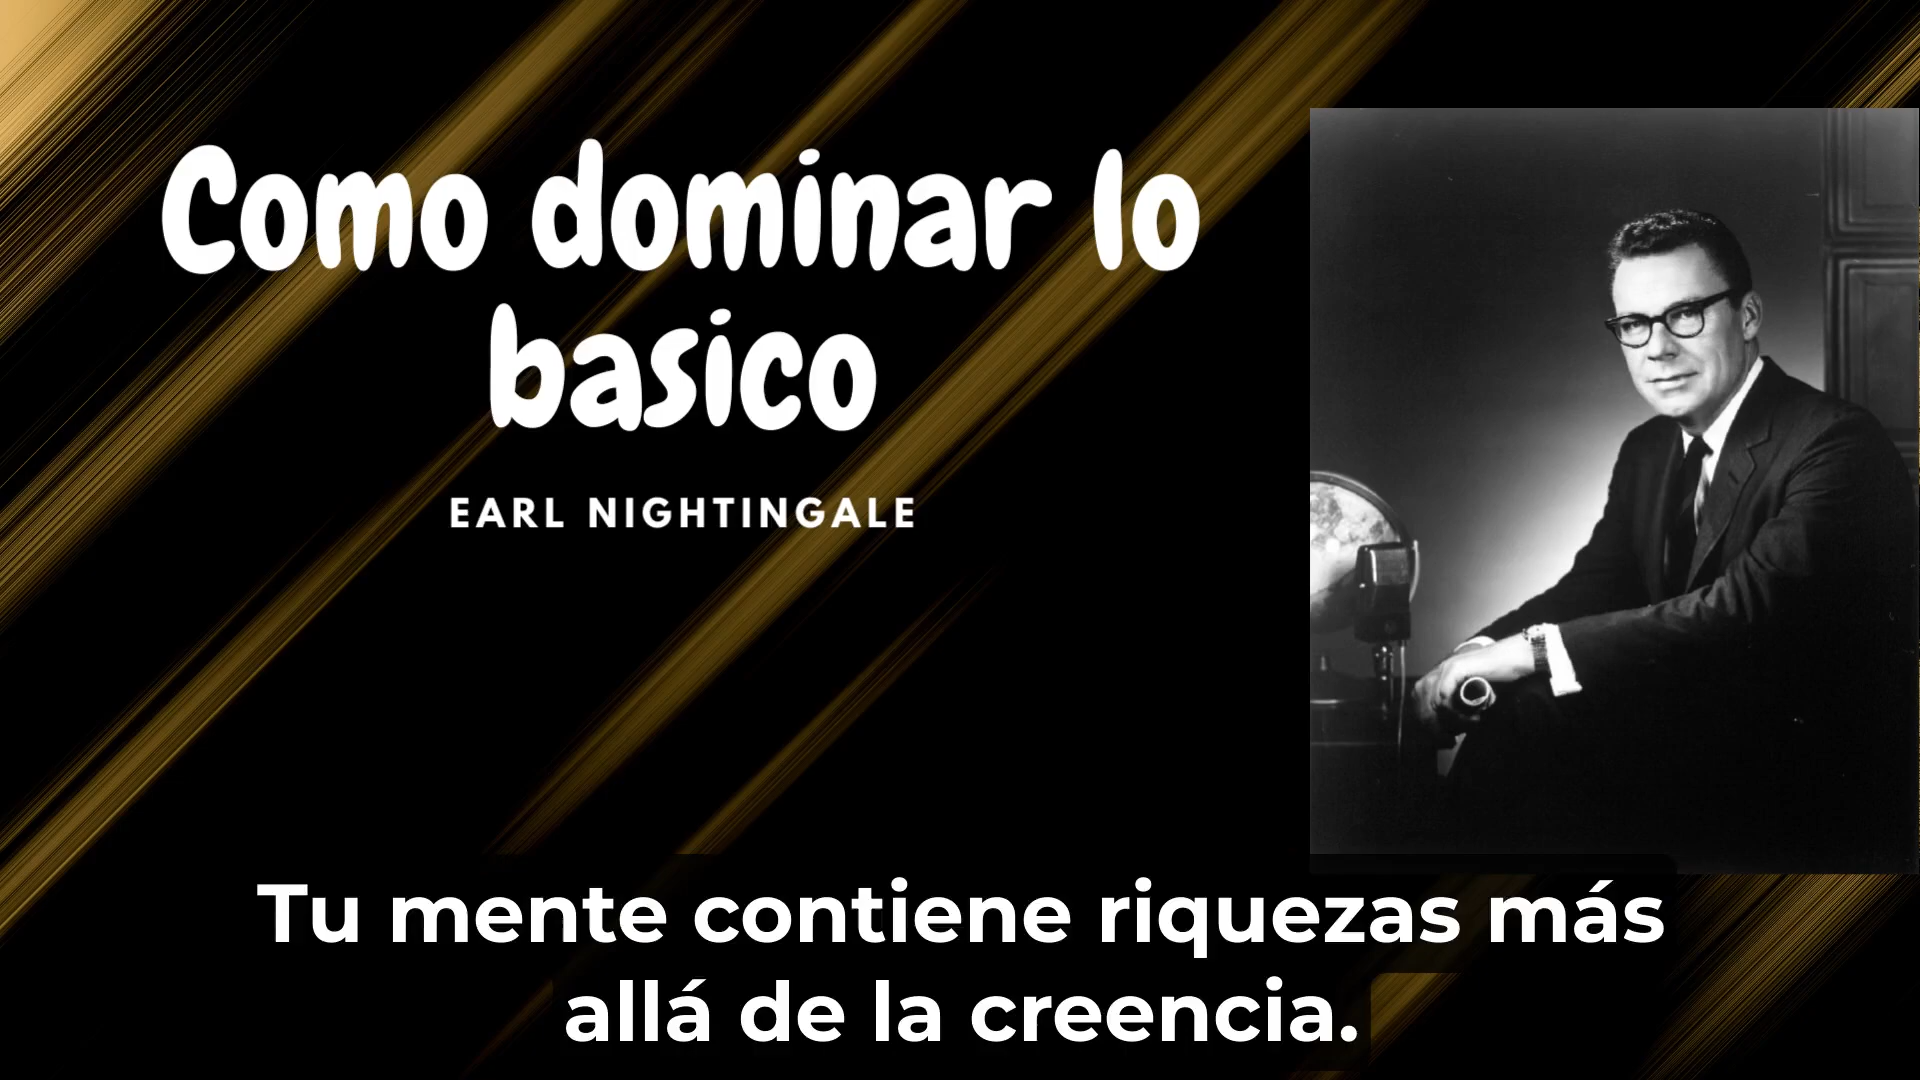 Como dominar lo
basico
EARL NIGHTINGALE
Tu mente contiene riquezas más
allá de la creencia.